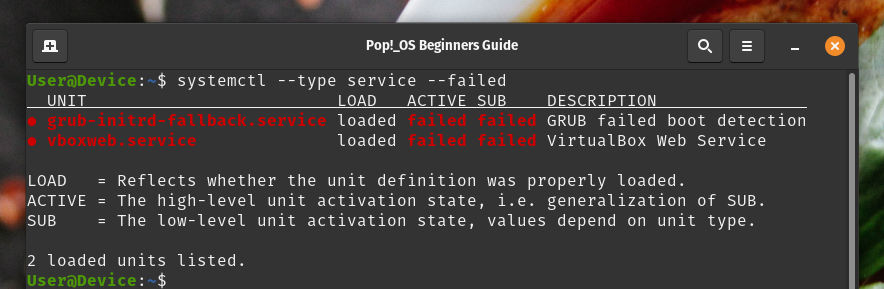 Pop!_OS Beginners Guide
User@Device:~$ systemctl --type service --failed
  UNIT                         LOAD   ACTIVE SUB    DESCRIPTION
● grub-initrd-fallback.service loaded failed failed GRUB failed boot detection
● vboxweb.service              loaded failed failed VirtualBox Web Service

LOAD   = Reflects whether the unit definition was properly loaded.
ACTIVE = The high-level unit activation state, i.e. generalization of SUB.
SUB    = The low-level unit activation state, values depend on unit type.

2 loaded units listed.
User@Device:~$